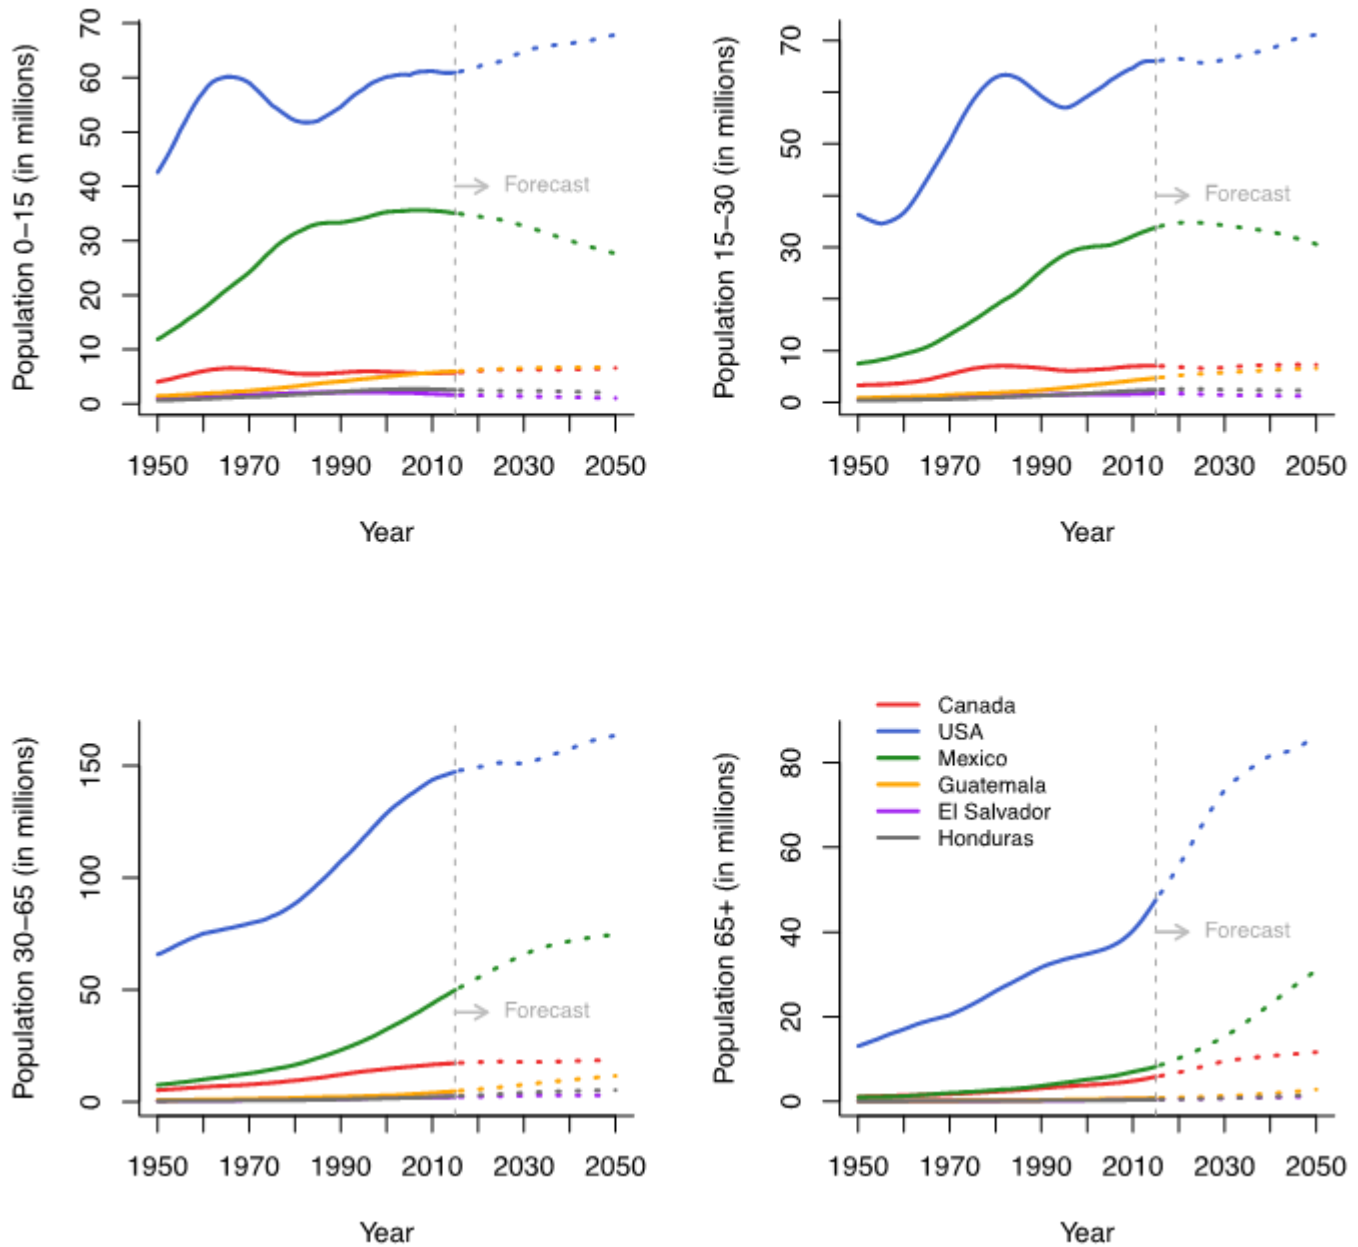 Population 0−15 (in millions)
70
60
50
40
30
20
10
0
Forecast
1950 1970 1990 2010 2030 2050
Year
Population 15−30 (in millions)
70
50
30
10
0
Forecast
1950 1970 1990 2010 2030 2050
Year
Population 30−65 (in millions)
150
100
50
0
Forecast
1950 1970 1990 2010 2030 2050
Year
Population 65+ (in millions)
80
60
40
20
0
Canada
USA
Mexico
Guatemala
El Salvador
Honduras
Forecast
1950 1970 1990 2010 2030 2050
Year